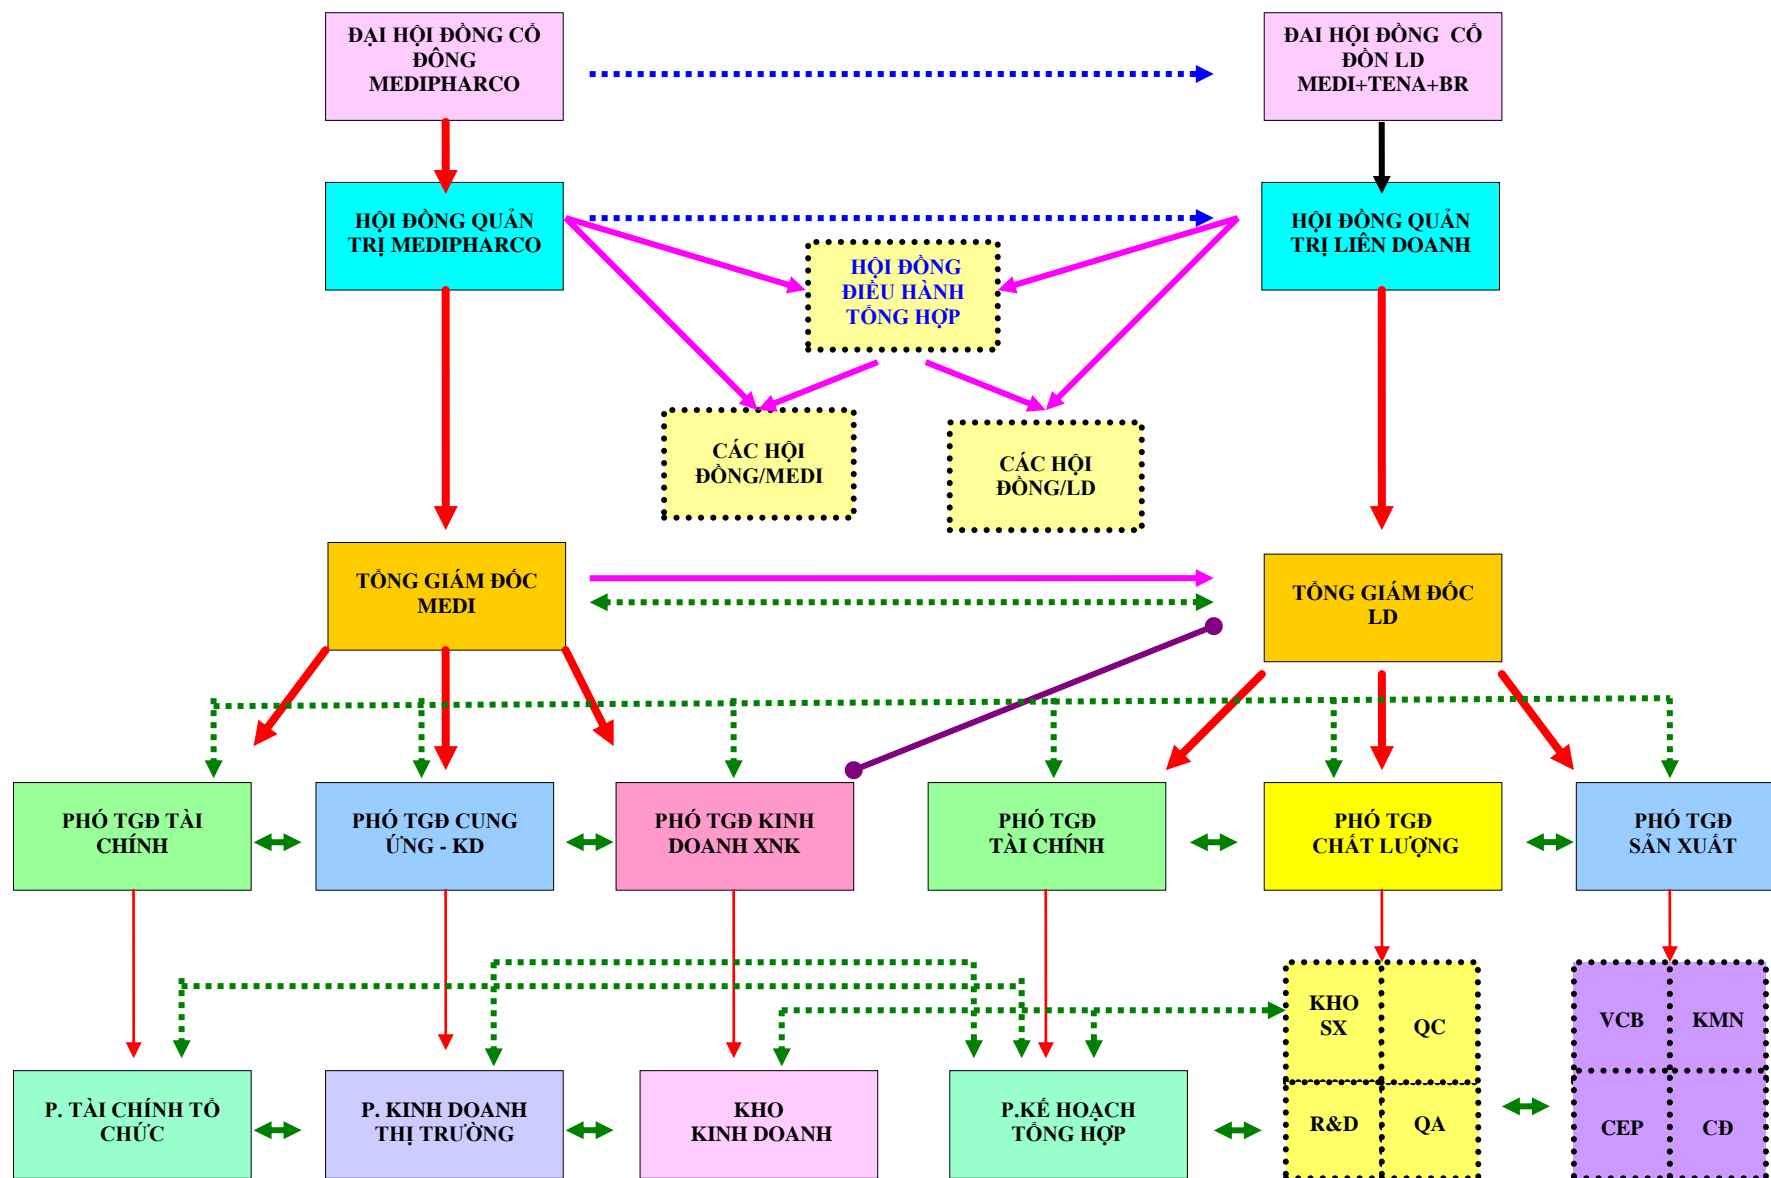 ĐẠI HỘI ĐỒNG CỔ
ĐÔNG
MEDIPHARCO
ĐAI HỘI ĐỒNG CỔ
ĐỒN LD
MEDI+TENA+BR
HỘI ĐỒNG QUẢN
TRỊ MEDIPHARCO
HỘI ĐỒNG QUẢN
TRỊ LIÊN DOANH
HỘI ĐỒNG
ĐIỀU HÀNH
TỔNG HỢP
CÁC HỘI
ĐỒNG/MEDI
CÁC HỘI
ĐỒNG/LD
TỔNG GIÁM ĐỐC
MEDI
TỔNG GIÁM ĐỐC
LD
PHÓ TGĐ TÀI
CHÍNH
PHÓ TGĐ CUNG
ỨNG - KD
PHÓ TGĐ KINH
DOANH XNK
PHÓ TGĐ
TÀI CHÍNH
PHÓ TGĐ
CHẤT LƯỢNG
PHÓ TGĐ
SẢN XUẤT
KHO
SX
QC
VCB
KMN
P. TÀI CHÍNH TỔ
CHỨC
P. KINH DOANH
THỊ TRƯỜNG
KHO
KINH DOANH
P.KẾ HOẠCH
TỔNG HỢP
R&D
QA
CEP
CĐ